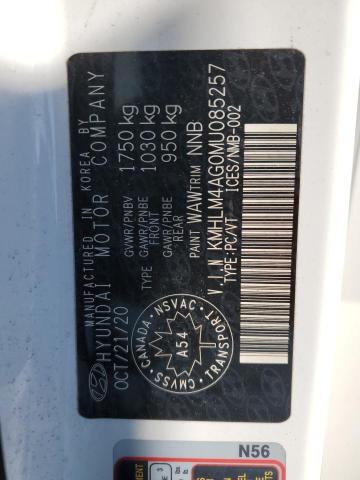 MANUFACTURED IN KOREA BY
HYUNDAI MOTOR COMPANY
OCT/21/20
GVWR/PNBV 1750 kg
GAWR/PNBE FRONT 1030 kg
GAWR/PNBE REAR 950 kg
PAINT WAW TRIM NNB
V.I.N KMHLM4AG0MU085257
TYPE:PC/VT ICES/NMB-002
CANADA
NSVAC
TRANSPORT
CMVSS
A54
N56